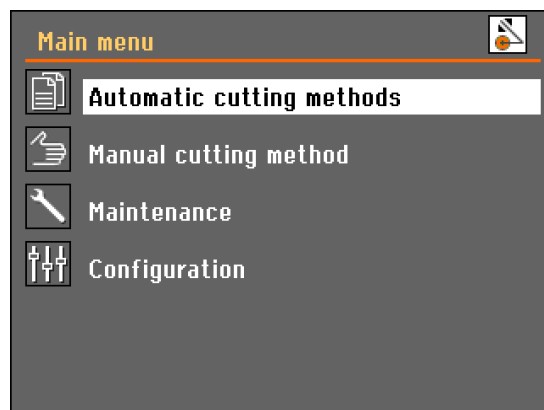 Main menu
Automatic cutting methods
Manual cutting method
Maintenance
Configuration